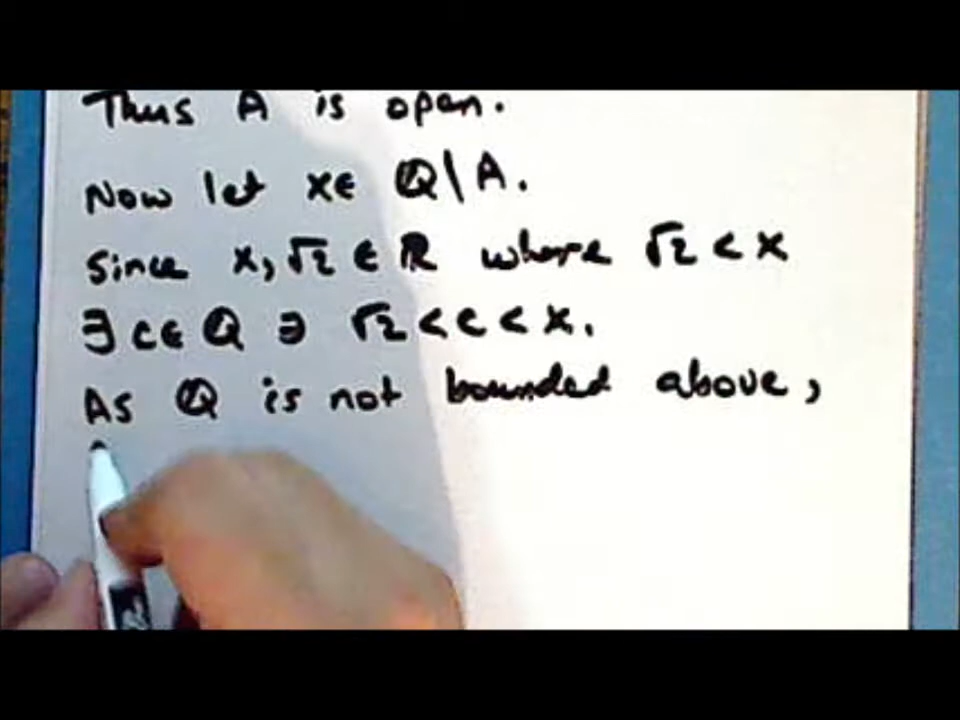 Thus A is open.
Now let x∈ ℚ\A.
Since x,√2 ∈ ℝ where √2 < x
∃ c∈ ℚ ∋ √2 < c < x.
As ℚ is not bounded above,